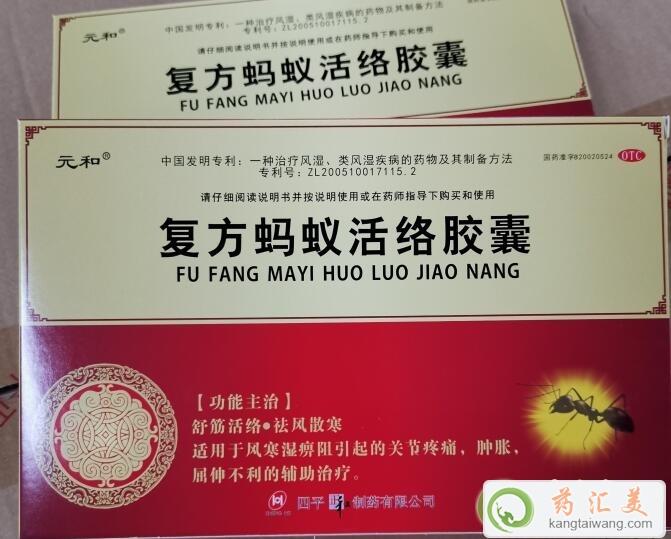 元和®
中国发明专利：一种治疗风湿、类风湿疾病的药物及其制备方法
专利号：ZL200510017115.2
请仔细阅读说明书并按说明使用或在药师指导下购买和使用
复方蚂蚁活络胶囊
FU FANG MAYI HUO LUO JIAO NANG
元和®
中国发明专利：一种治疗风湿、类风湿疾病的药物及其制备方法
专利号：ZL200510017115.2
国药准字B20020524 OTC
请仔细阅读说明书并按说明使用或在药师指导下购买和使用
复方蚂蚁活络胶囊
FU FANG MAYI HUO LUO JIAO NANG
【功能主治】
舒筋活络●祛风散寒
适用于风寒湿痹阻引起的关节疼痛，肿胀，
屈伸不利的辅助治疗。
四平 制药有限公司
药汇美
kangtaiwang.com